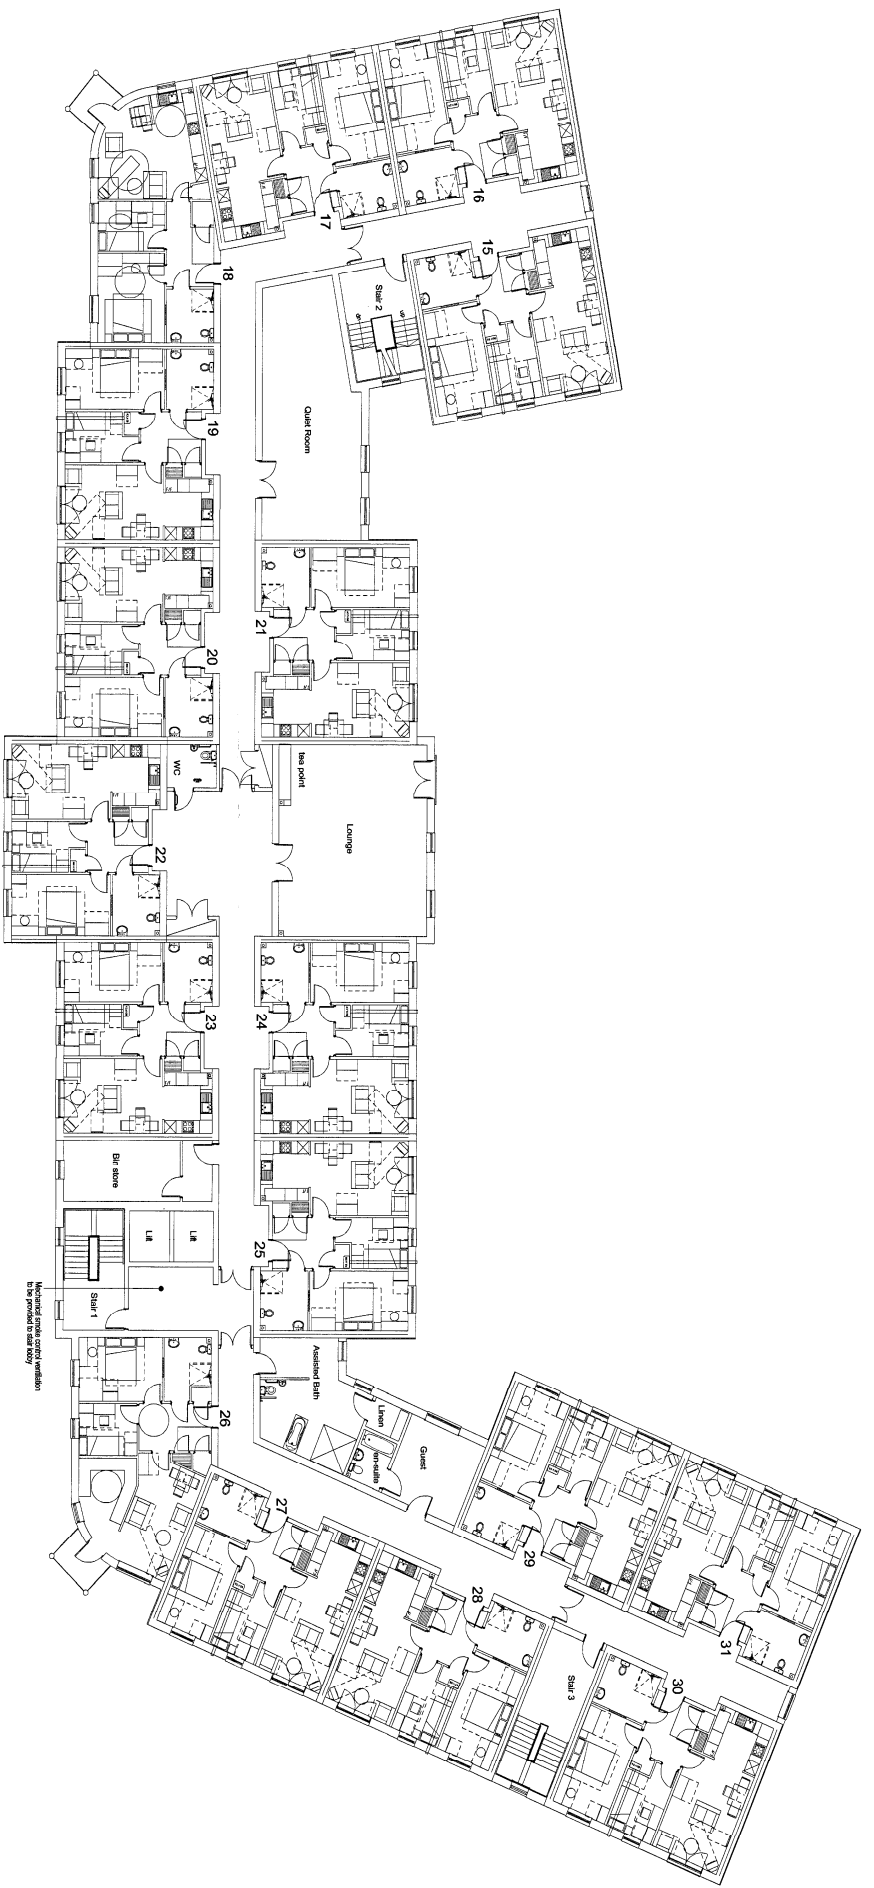 16
17
15
18
Stair 2
up
dn
Quiet Room
19
21
20
tea point
WC
Lounge
22
23
24
Bin store
Lift
Lift
25
Stair 1
Mechanical smoke control ventilation
to be provided to stair lobby
Assisted Bath
Linen
26
Guest
en-suite
27
29
28
31
30
Stair 3